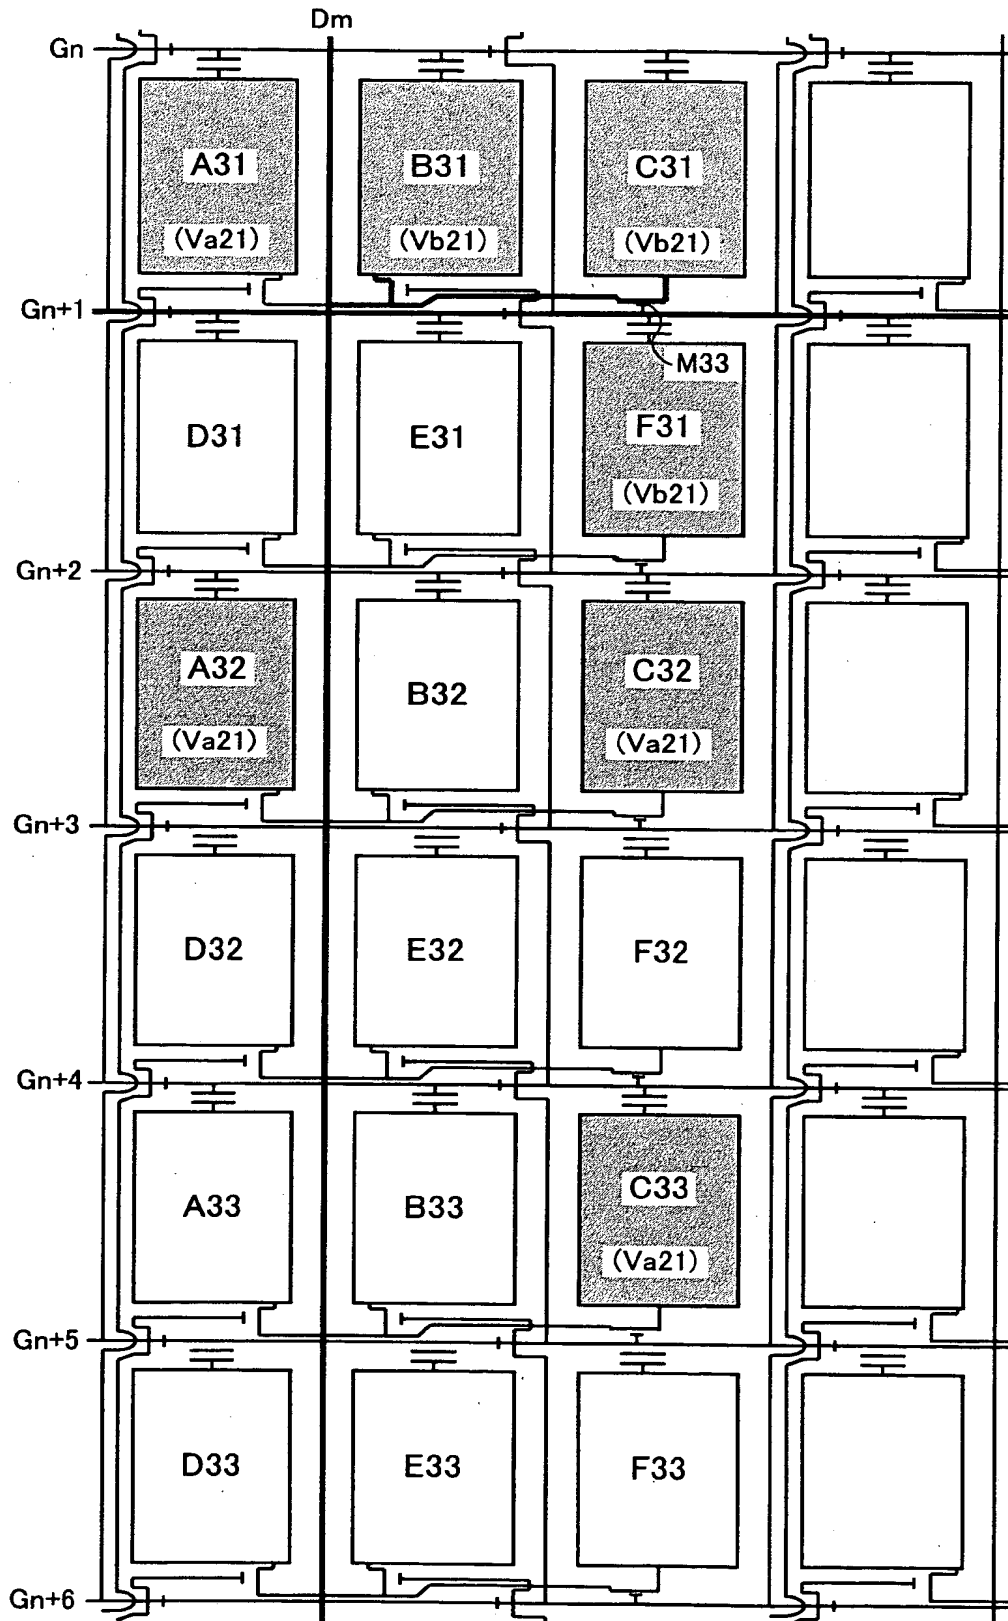 Dm
Gn
A31
B31
C31
(Va21)
(Vb21)
(Vb21)
Gn+1
M33
D31
E31
F31
(Vb21)
Gn+2
A32
B32
C32
(Va21)
(Va21)
Gn+3
D32
E32
F32
Gn+4
A33
B33
C33
(Va21)
Gn+5
D33
E33
F33
Gn+6